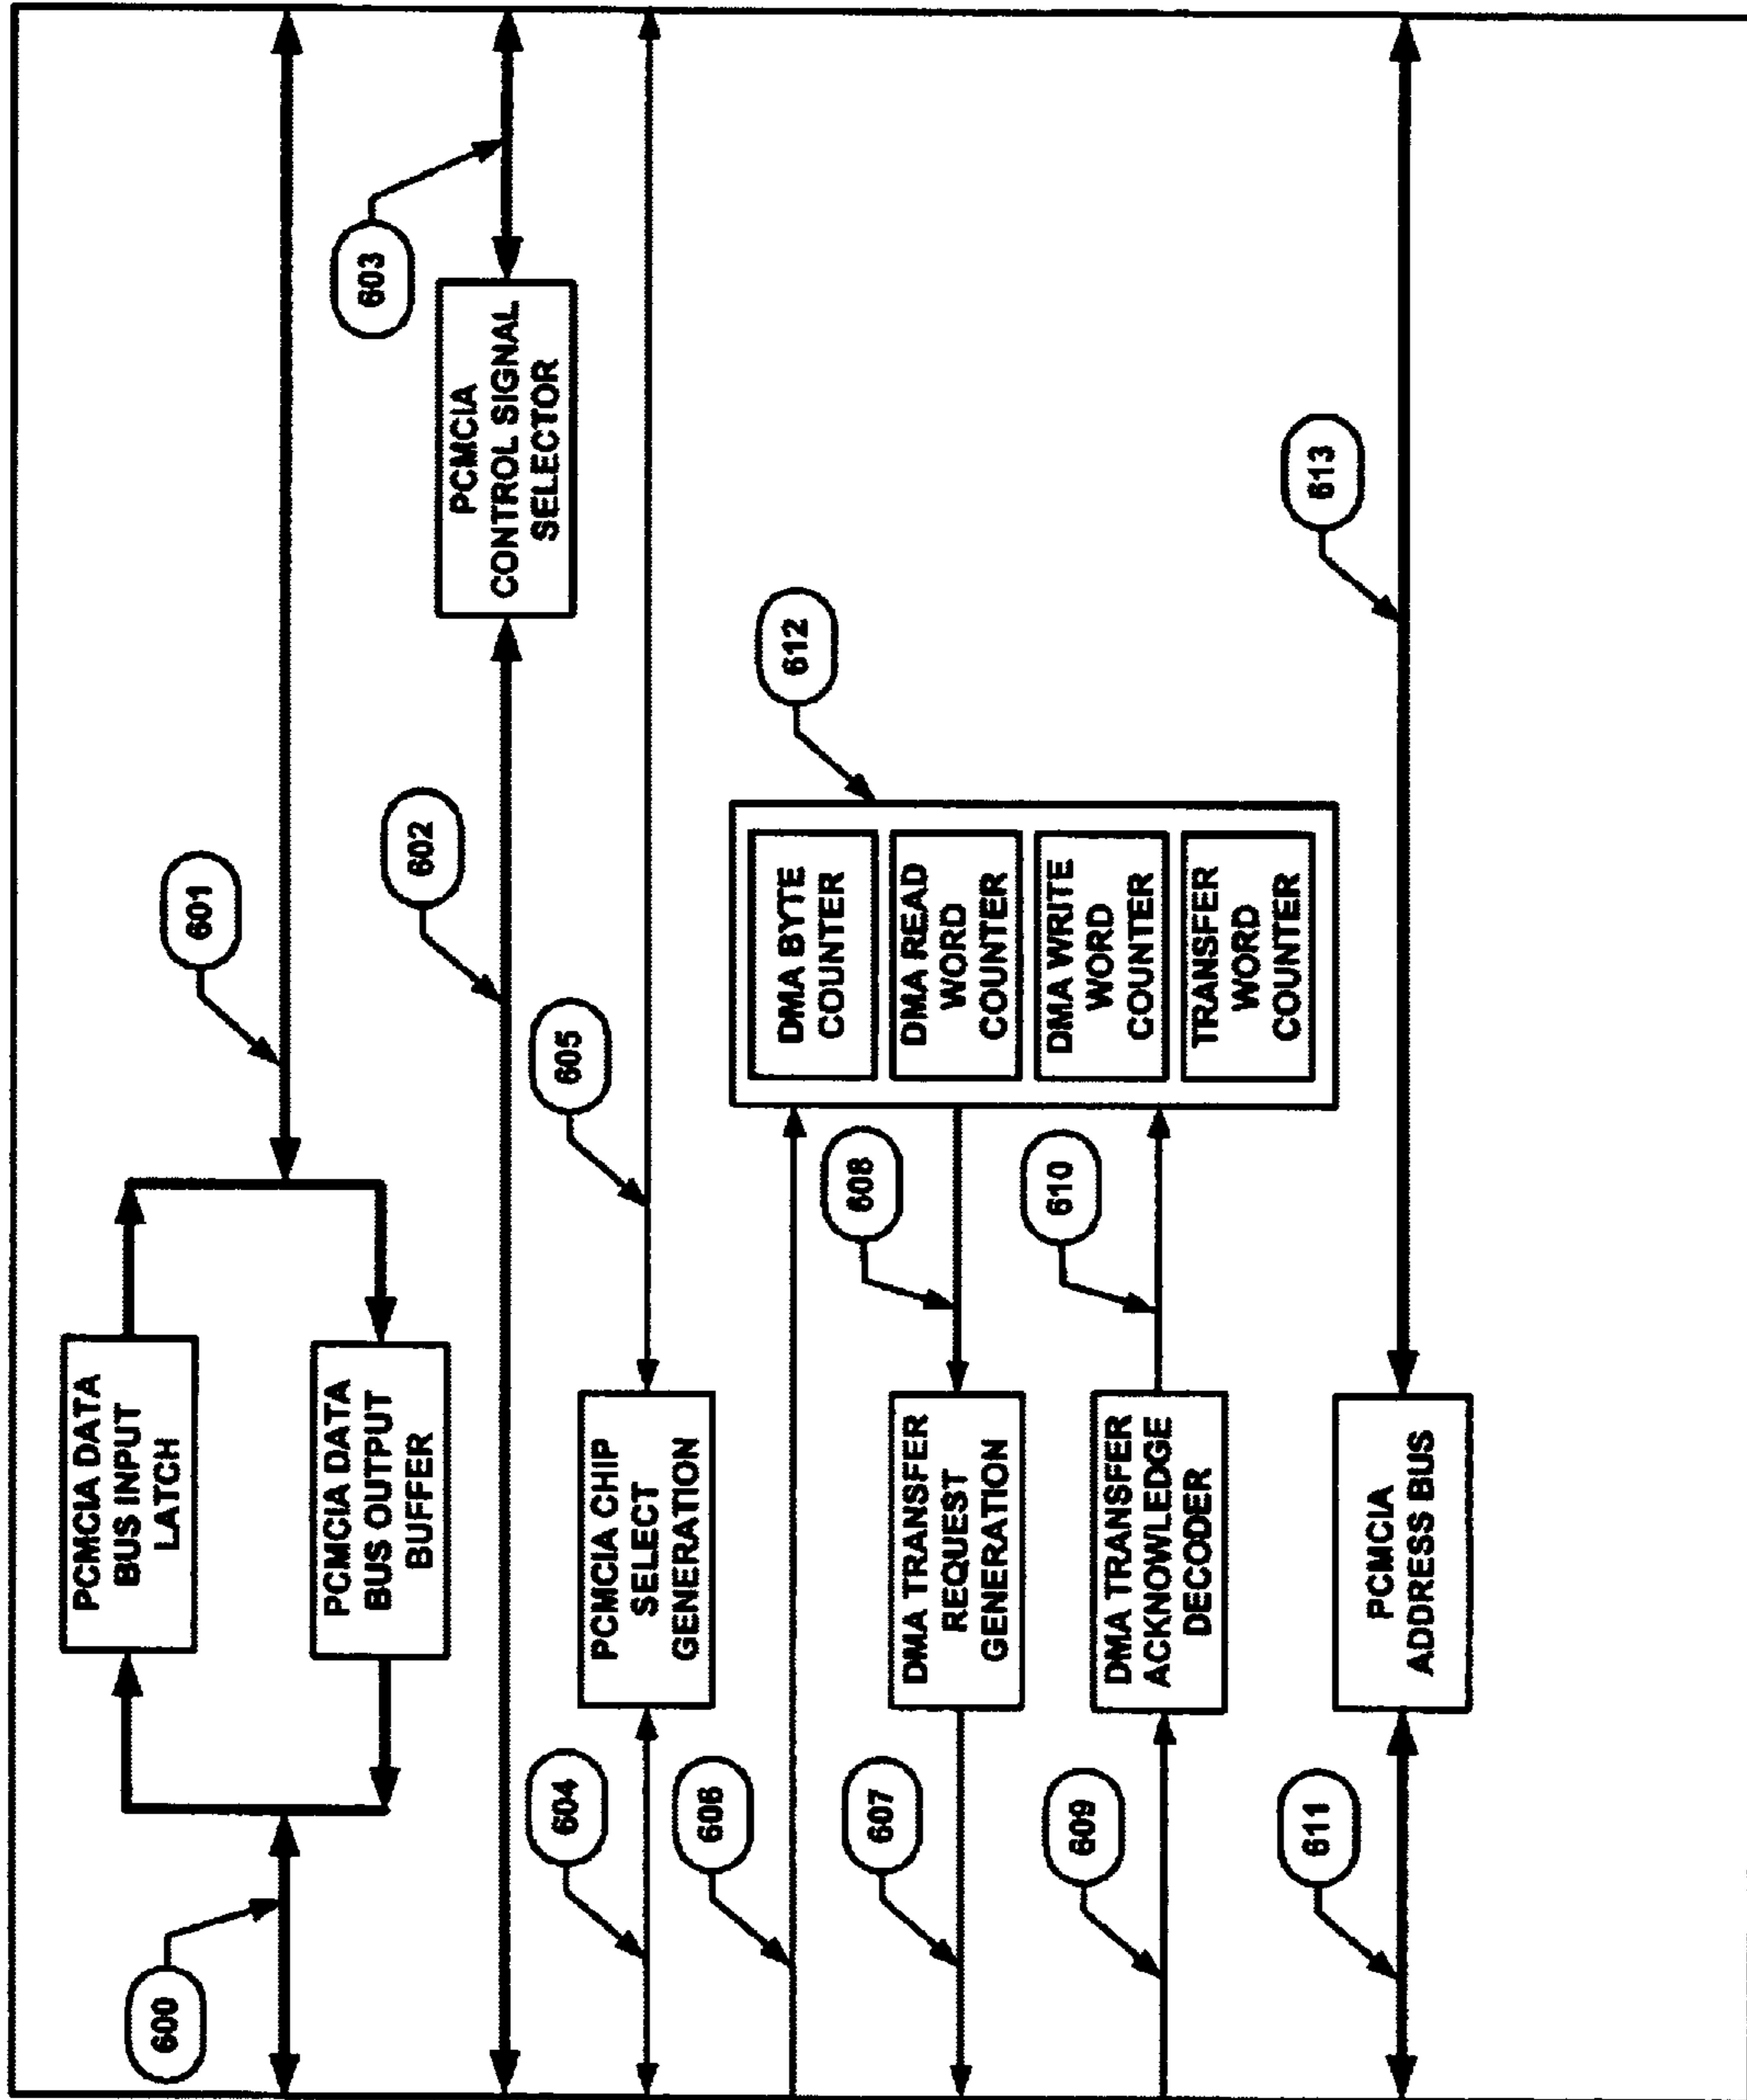 600
PCMCIA DATA
BUS INPUT
LATCH
PCMCIA DATA
BUS OUTPUT
BUFFER
601
602
PCMCIA
CONTROL SIGNAL
SELECTOR
603
604
PCMCIA CHIP
SELECT
GENERATION
605
606
607
DMA TRANSFER
REQUEST
GENERATION
608
609
DMA TRANSFER
ACKNOWLEDGE
DECODER
610
DMA BYTE
COUNTER
DMA READ
WORD
COUNTER
DMA WRITE
WORD
COUNTER
TRANSFER
WORD
COUNTER
612
611
PCMCIA
ADDRESS BUS
613